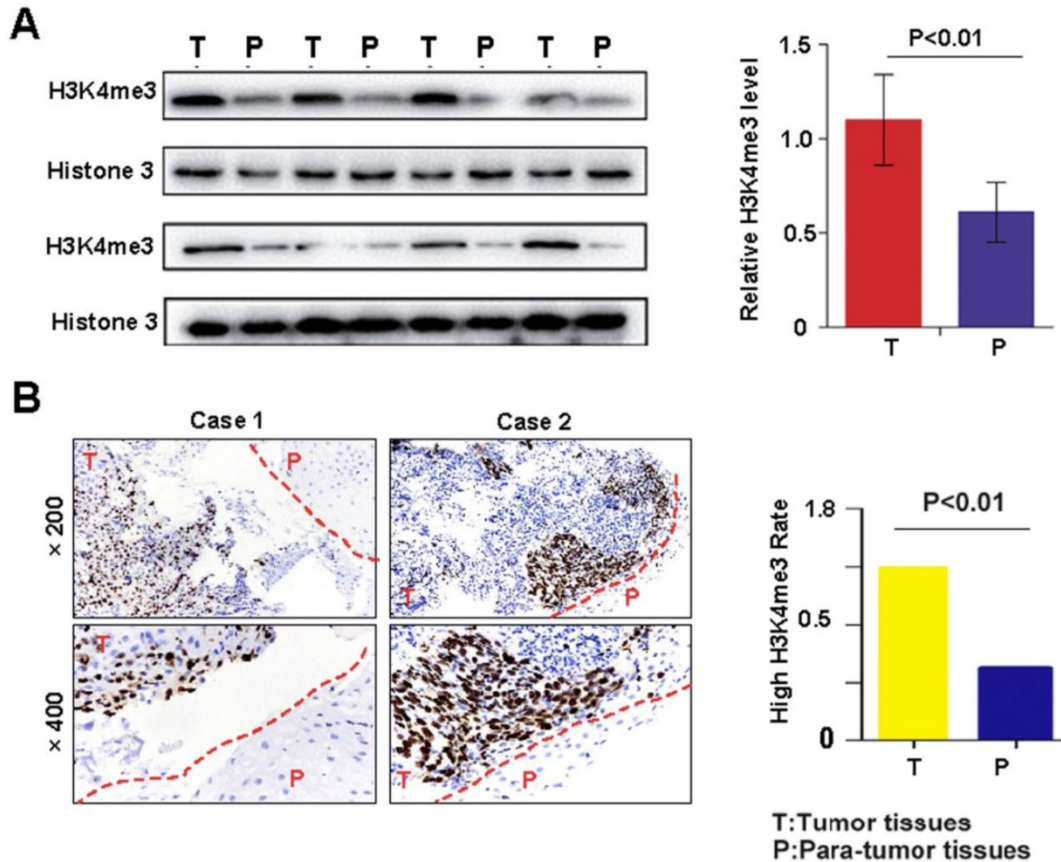 A
T P T P T P T P
H3K4me3
Histone 3
H3K4me3
Histone 3
P<0.01
Relative H3K4me3 level
1.5
1.0
0.5
0
T P
B
Case 1 Case 2
× 200
× 400
T P
T P
T P
T P
P<0.01
High H3K4me3 Rate
1.8
0.5
0
T P
T:Tumor tissues
P:Para-tumor tissues